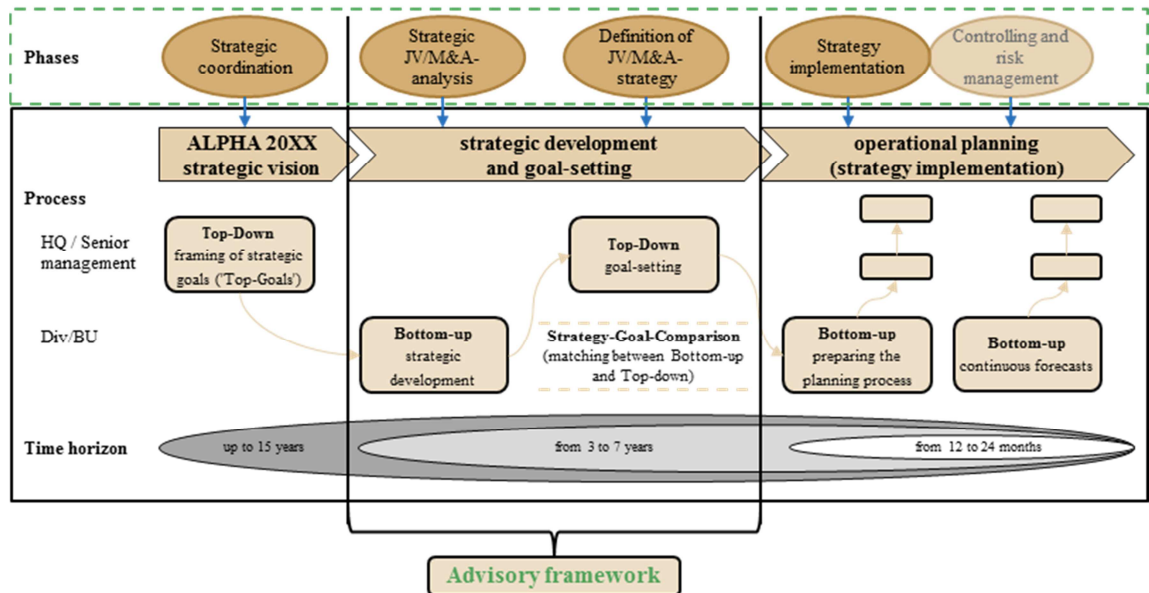 Phases
Strategic
coordination
Strategic
JV/M&A-
analysis
Definition of
JV/M&A-
strategy
Strategy
implementation
Controlling and
risk
management
ALPHA 20XX
strategic vision
strategic development
and goal-setting
operational planning
(strategy implementation)
Process
HQ / Senior
management
Top-Down
framing of strategic
goals ('Top-Goals')
Top-Down
goal-setting
Div/BU
Bottom-up
strategic
development
Strategy-Goal-Comparison
(matching between Bottom-up
and Top-down)
Bottom-up
preparing the
planning process
Bottom-up
continuous forecasts
Time horizon
up to 15 years
from 3 to 7 years
from 12 to 24 months
Advisory framework